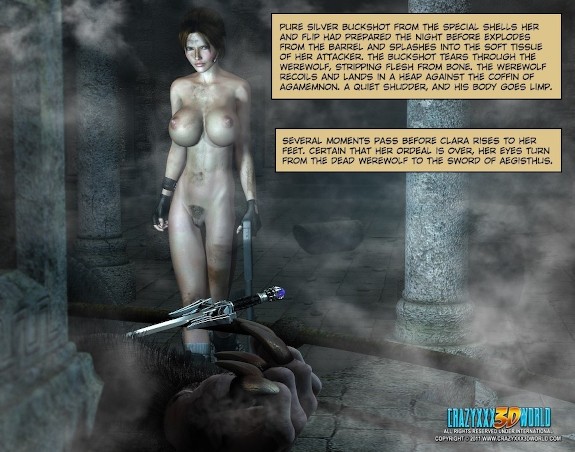 PURE SILVER BUCKSHOT FROM THE SPECIAL SHELLS HER
AND FLIP HAD PREPARED THE NIGHT BEFORE EXPLODES
FROM THE BARREL AND SPLASHES INTO THE SOFT TISSUE
OF HER ATTACKER. THE BUCKSHOT TEARS THROUGH THE
WEREWOLF, STRIPPING FLESH FROM BONE. THE WEREWOLF
RECOILS AND LANDS IN A HEAP AGAINST THE COFFIN OF
AGAMEMNON. A QUIET SHUDDER, AND HIS BODY GOES LIMP.
SEVERAL MOMENTS PASS BEFORE CLARA RISES TO HER
FEET. CERTAIN THAT HER ORDEAL IS OVER, HER EYES TURN
FROM THE DEAD WEREWOLF TO THE SWORD OF AEGISTHUS.
CRAZYXXX3DWORLD
ALL RIGHTS RESERVED UNDER INTERNATIONAL
COPYRIGHT © 2011 WWW.CRAZYXXX3DWORLD.COM